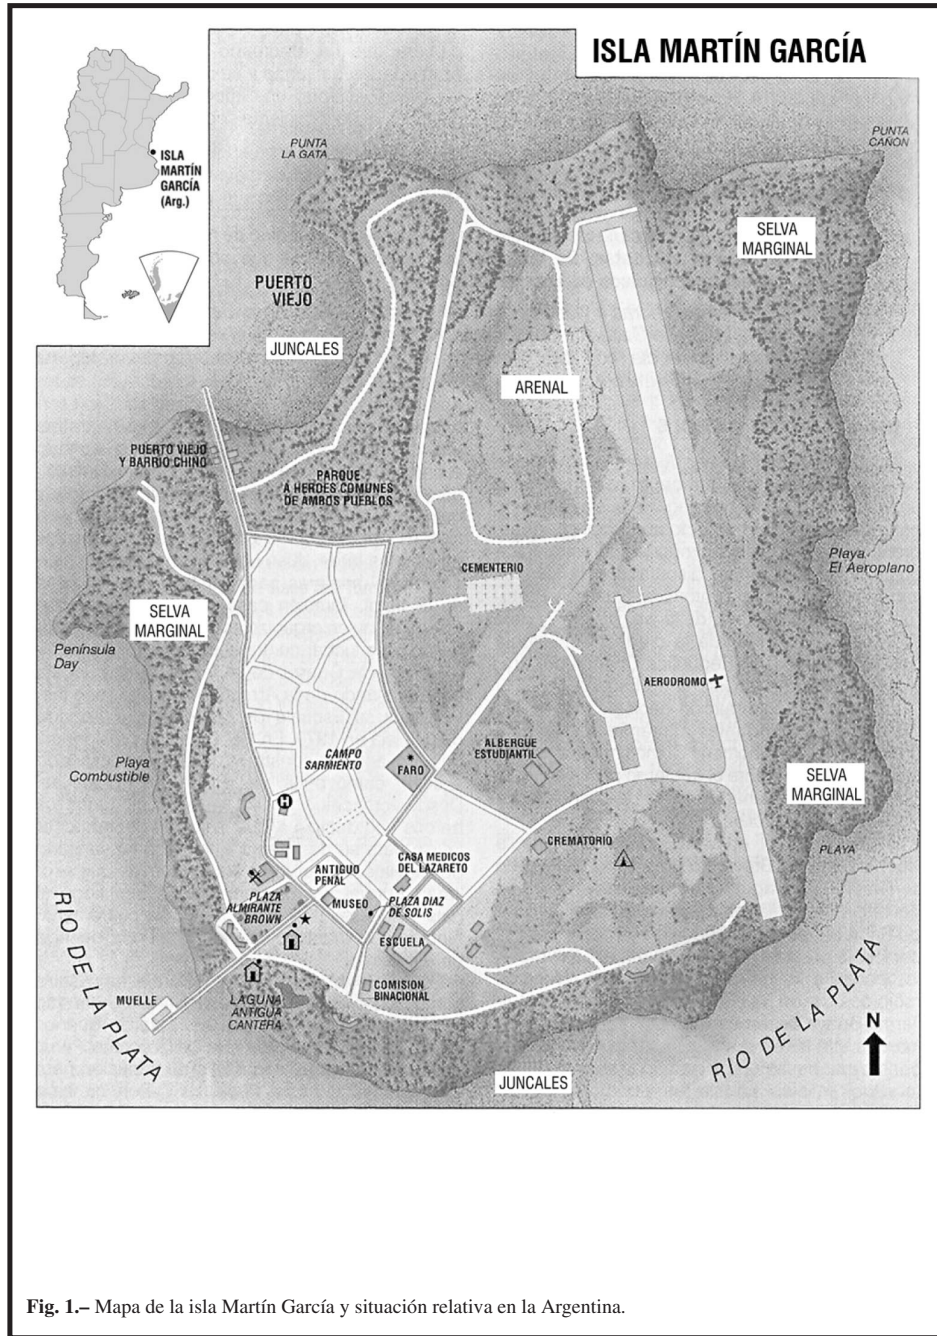 ISLA MARTÍN GARCÍA
ISLA
MARTÍN
GARCÍA
(Arg.)
PUNTA
LA GATA
PUNTA
CAÑON
SELVA
MARGINAL
PUERTO
VIEJO
JUNCALES
ARENAL
PUERTO VIEJO
Y BARRIO CHINO
PARQUE
A HEROES COMUNES
DE AMBOS PUEBLOS
CEMENTERIO
Playa
El Aeroplano
SELVA
MARGINAL
Península
Day
AERODROMO
CAMPO
SARMIENTO
FARO
ALBERGUE
ESTUDIANTIL
Playa
Combustible
SELVA
MARGINAL
H
CREMATORIO
PLAYA
CASA MEDICOS
DEL LAZARETO
ANTIGUO
PENAL
PLAZA
ALMIRANTE
BROWN
MUSEO
PLAZA DIAZ
DE SOLIS
ESCUELA
COMISION
BINACIONAL
MUELLE
LAGUNA
ANTIGUA
CANTERA
RIO DE LA PLATA
RIO DE LA PLATA
N
JUNCALES
Fig. 1.– Mapa de la isla Martín García y situación relativa en la Argentina.